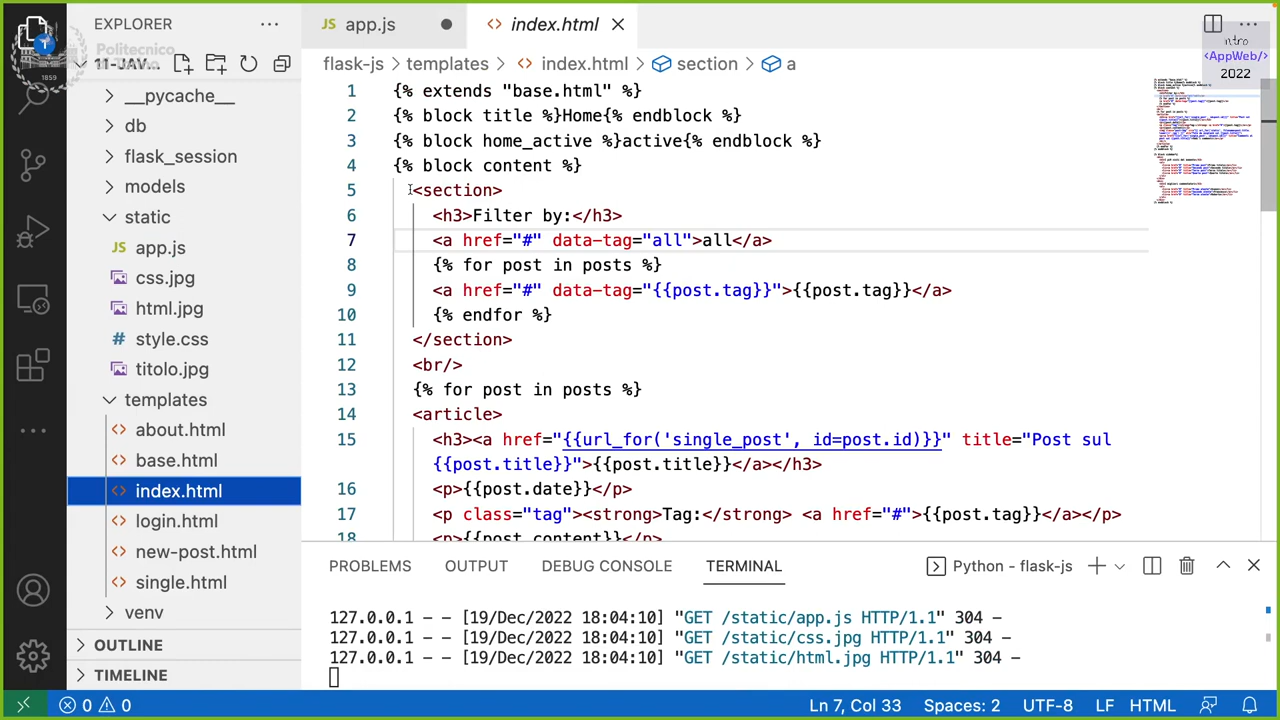 EXPLORER
Politecnico
1859
11-JAV...
__pycache__
db
flask_session
models
static
JS app.js
css.jpg
html.jpg
# style.css
titolo.jpg
templates
<> about.html
<> base.html
<> index.html
<> login.html
<> new-post.html
<> single.html
venv
OUTLINE
TIMELINE
JS app.js
<> index.html
flask-js > templates > <> index.html > section > a
ntro
<AppWeb/>
2022
1 {% extends "base.html" %}
2 {% block title %}Home{% endblock %}
3 {% block home_active %}active{% endblock %}
4 {% block content %}
5 <section>
6 <h3>Filter by:</h3>
7 <a href="#" data-tag="all">all</a>
8 {% for post in posts %}
9 <a href="#" data-tag="{{post.tag}}">{{post.tag}}</a>
10 {% endfor %}
11 </section>
12 <br/>
13 {% for post in posts %}
14 <article>
15 <h3><a href="{{url_for('single_post', id=post.id)}}" title="Post sul
{{post.title}}">{{post.title}}</a></h3>
16 <p>{{post.date}}</p>
17 <p class="tag"><strong>Tag:</strong> <a href="#">{{post.tag}}</a></p>
18 <p>{{post.content}}</p>
PROBLEMS OUTPUT DEBUG CONSOLE TERMINAL
Python - flask-js
127.0.0.1 - - [19/Dec/2022 18:04:10] "GET /static/app.js HTTP/1.1" 304 -
127.0.0.1 - - [19/Dec/2022 18:04:10] "GET /static/css.jpg HTTP/1.1" 304 -
127.0.0.1 - - [19/Dec/2022 18:04:10] "GET /static/html.jpg HTTP/1.1" 304 -
0 0
Ln 7, Col 33 Spaces: 2 UTF-8 LF HTML